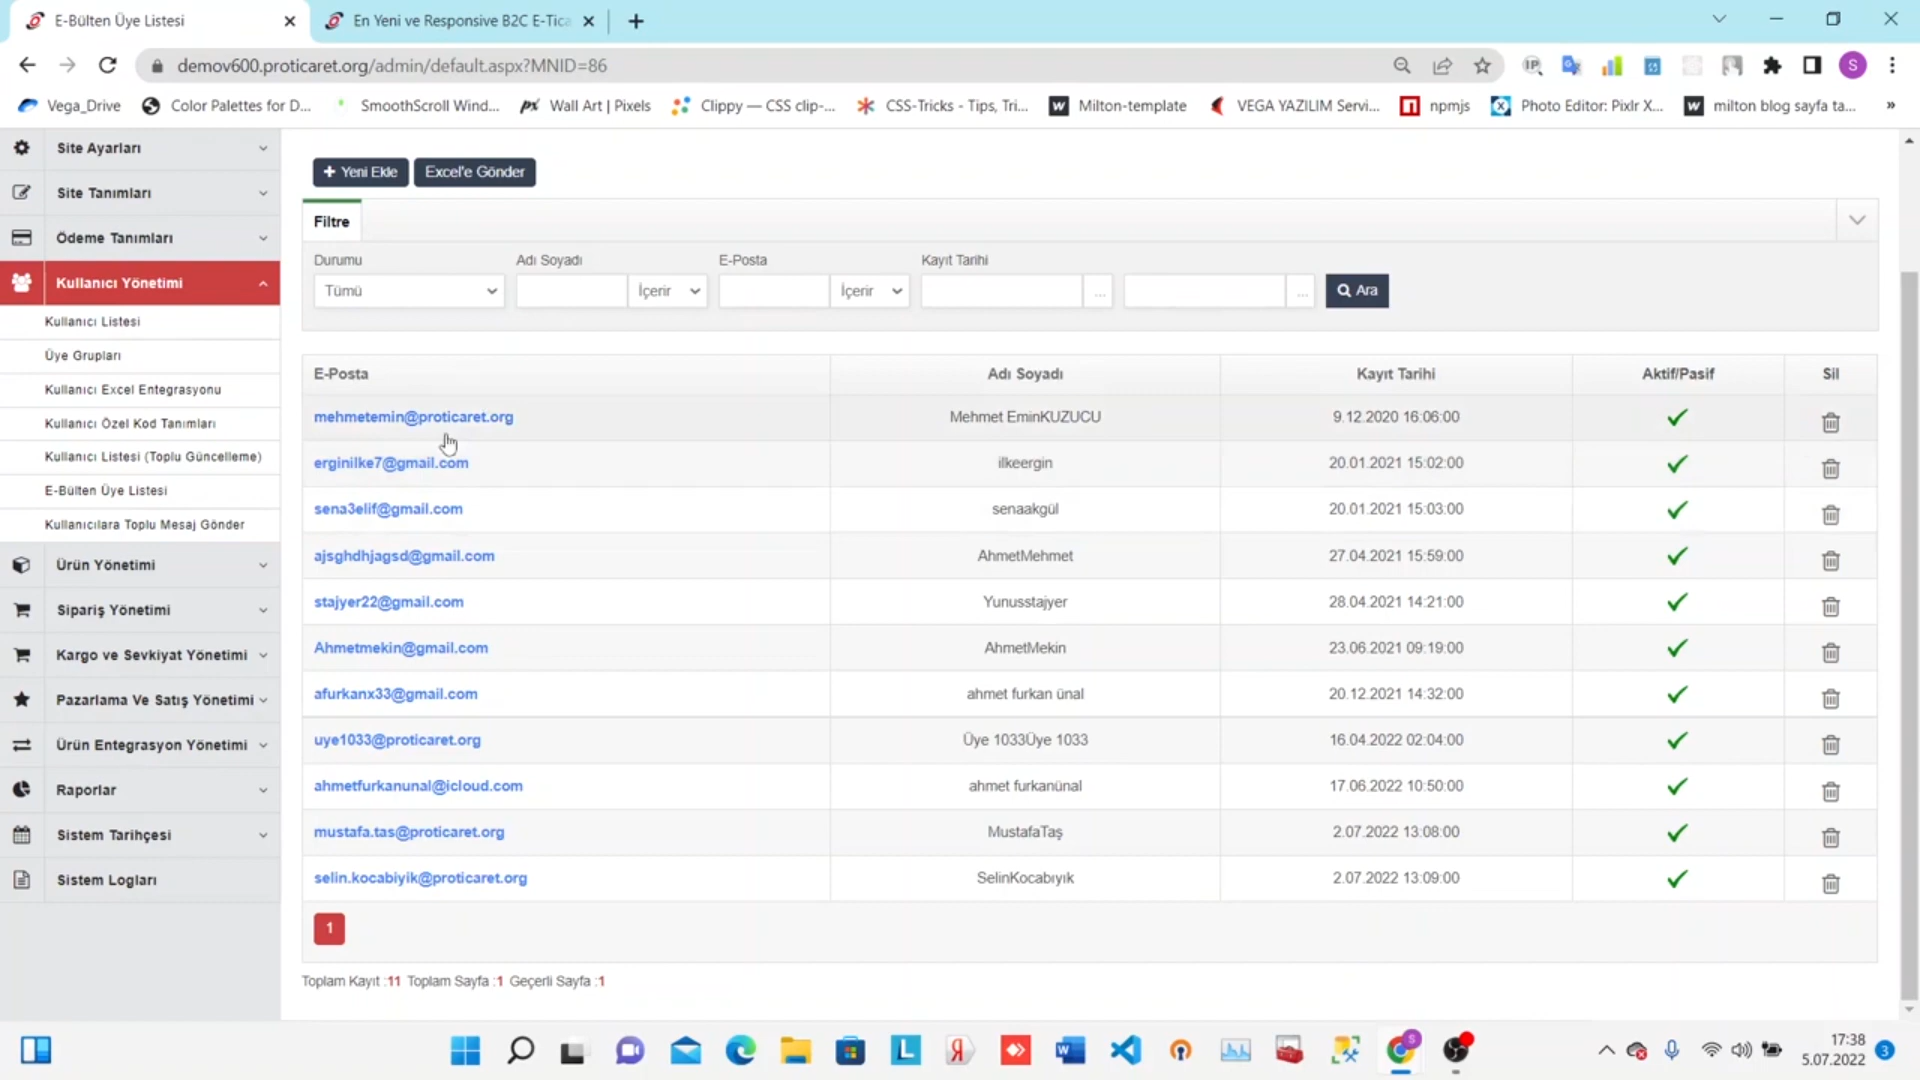 E-Bülten Üye Listesi
En Yeni ve Responsive B2C E-Tica
demov600.proticaret.org/admin/default.aspx?MNID=86
S
Vega_Drive
Color Palettes for D...
SmoothScroll Wind...
Wall Art | Pixels
Clippy — CSS clip-...
CSS-Tricks - Tips, Tri...
Milton-template
VEGA YAZILIM Servi...
npmjs
Photo Editor: Pixlr X...
milton blog sayfa ta...
»
Site Ayarları
Site Tanımları
Ödeme Tanımları
Kullanıcı Yönetimi
Kullanıcı Listesi
Üye Grupları
Kullanıcı Excel Entegrasyonu
Kullanıcı Özel Kod Tanımları
Kullanıcı Listesi (Toplu Güncelleme)
E-Bülten Üye Listesi
Kullanıcılara Toplu Mesaj Gönder
Ürün Yönetimi
Sipariş Yönetimi
Kargo ve Sevkiyat Yönetimi
Pazarlama Ve Satış Yönetimi
Ürün Entegrasyon Yönetimi
Raporlar
Sistem Tarihçesi
Sistem Logları
+ Yeni Ekle Excel'e Gönder
Filtre
Durumu Adı Soyadı E-Posta Kayıt Tarihi
Tümü İçerir İçerir ... ... Ara
E-Posta Adı Soyadı Kayıt Tarihi Aktif/Pasif Sil
mehmetemin@proticaret.org Mehmet EminKUZUCU 9.12.2020 16:06:00
erginilke7@gmail.com ilkeergin 20.01.2021 15:02:00
sena3elif@gmail.com senaakgül 20.01.2021 15:03:00
ajsghdhjagsd@gmail.com AhmetMehmet 27.04.2021 15:59:00
stajyer22@gmail.com Yunusstajyer 28.04.2021 14:21:00
Ahmetmekin@gmail.com AhmetMekin 23.06.2021 09:19:00
afurkanx33@gmail.com ahmet furkan ünal 20.12.2021 14:32:00
uye1033@proticaret.org Üye 1033Üye 1033 16.04.2022 02:04:00
ahmetfurkanunal@icloud.com ahmet furkanünal 17.06.2022 10:50:00
mustafa.tas@proticaret.org MustafaTaş 2.07.2022 13:08:00
selin.kocabiyik@proticaret.org SelinKocabıyık 2.07.2022 13:09:00
1
Toplam Kayıt :11 Toplam Sayfa :1 Geçerli Sayfa :1
17:38
5.07.2022
3